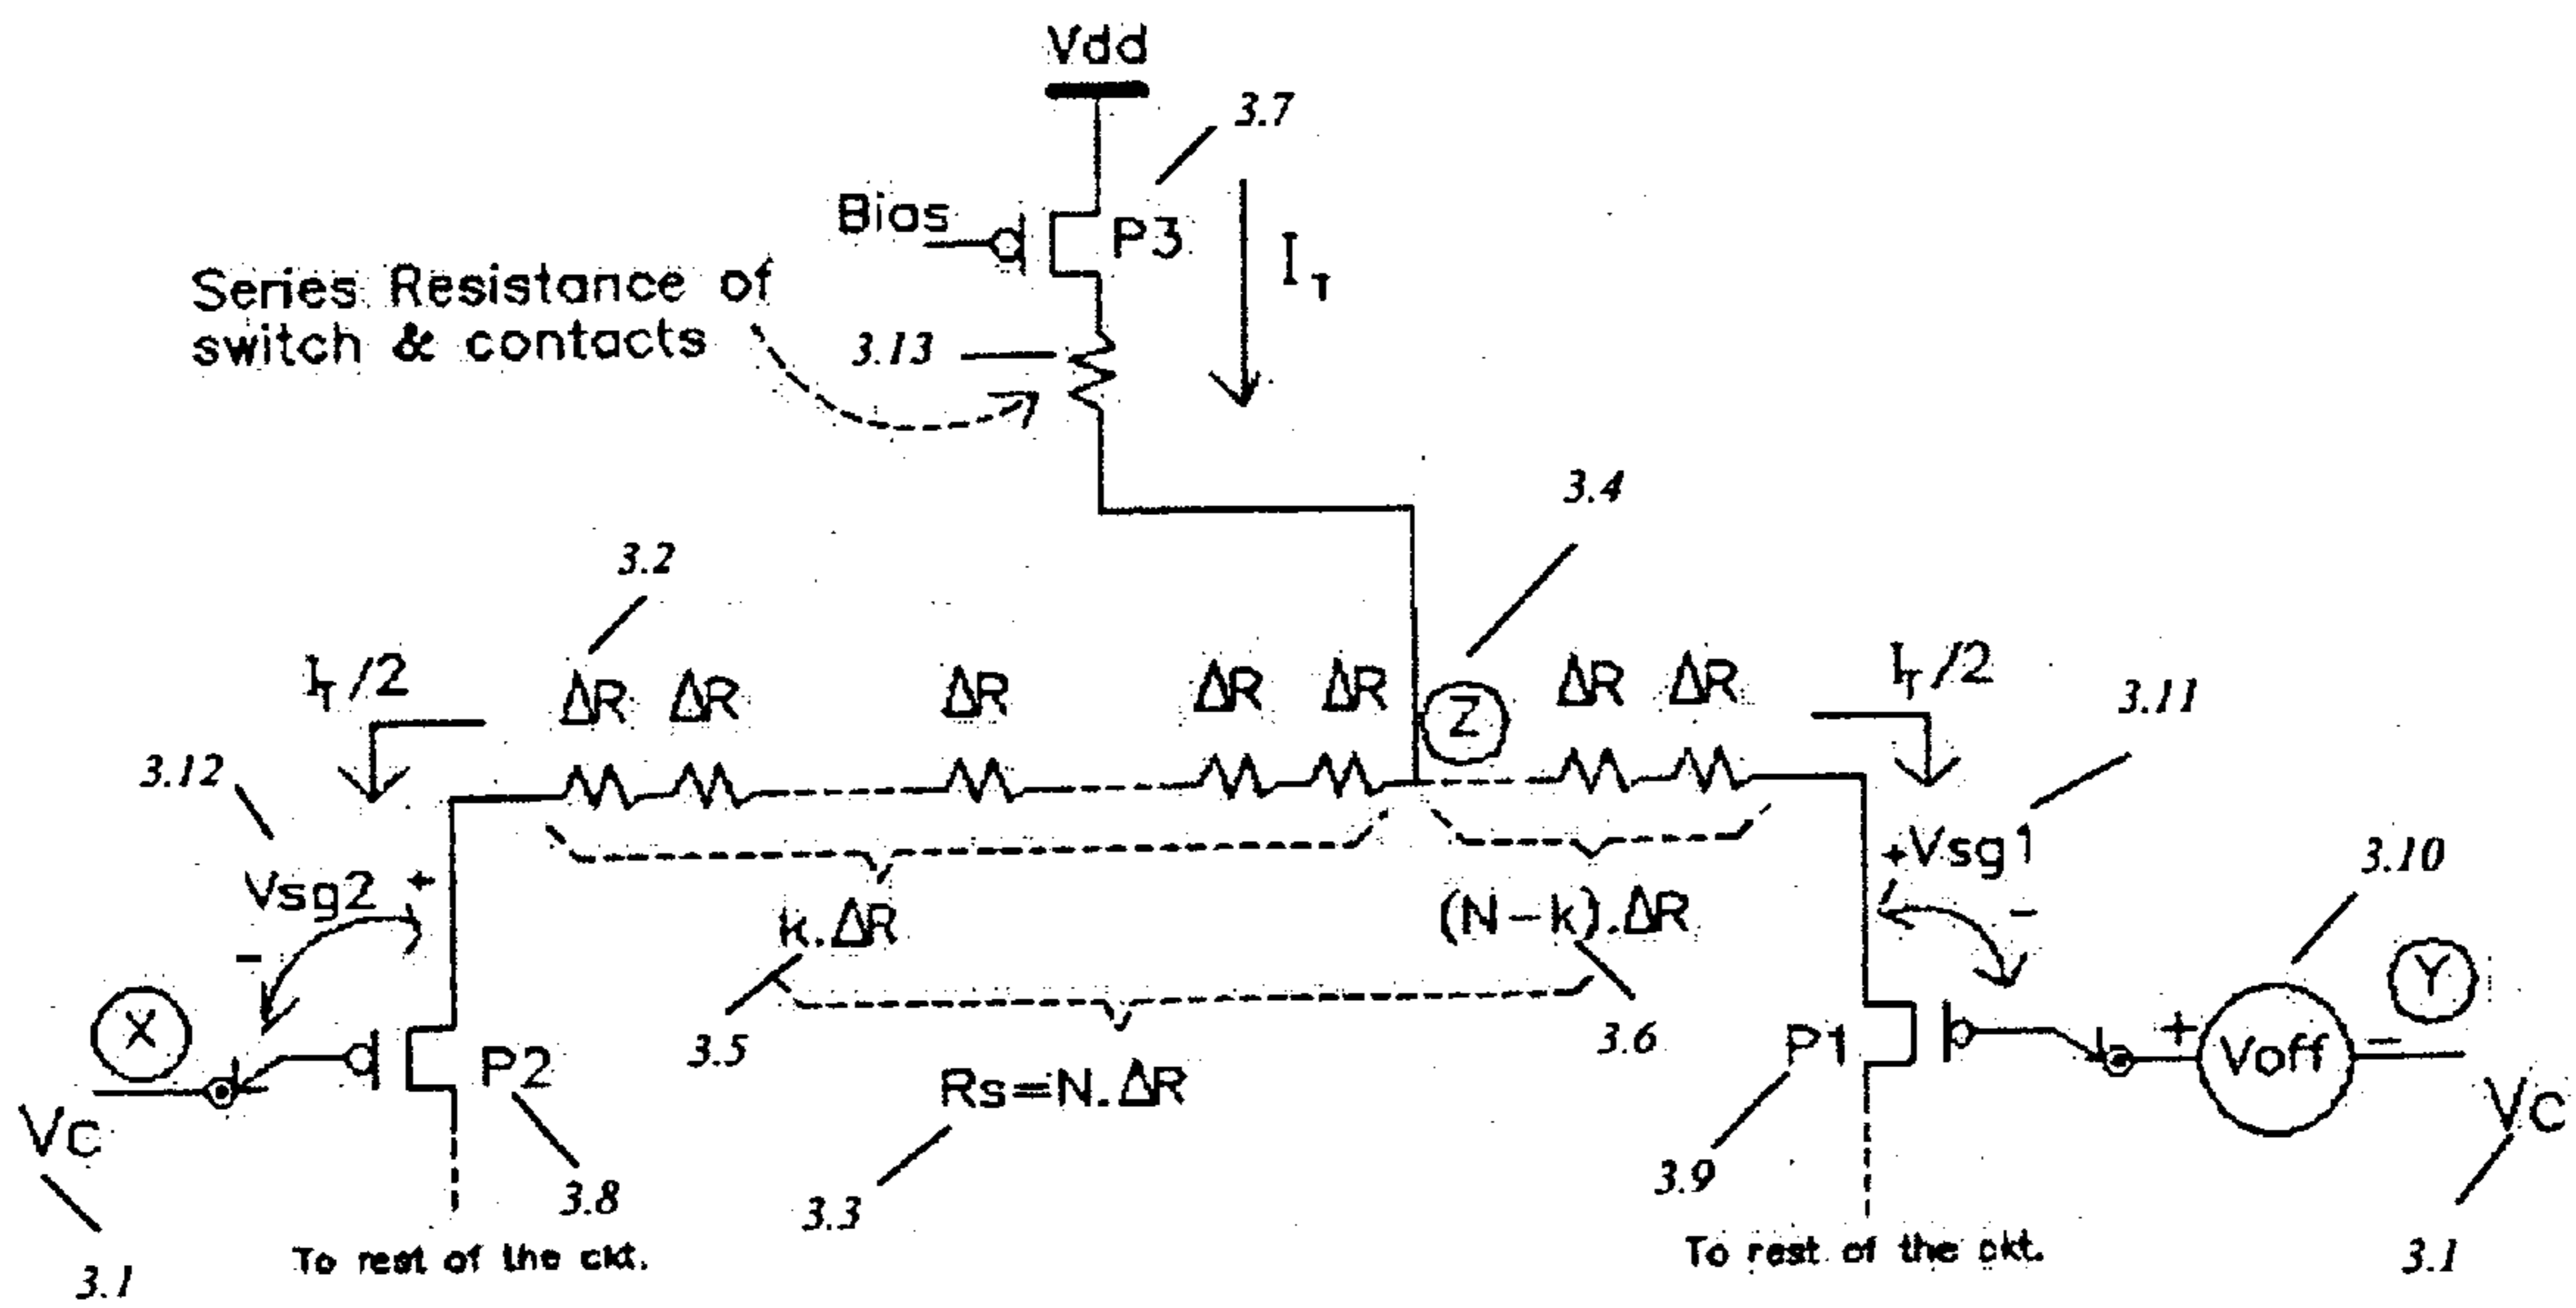 Vdd
3.7
Bias
P3
I_T
Series Resistance of
switch & contacts
3.13
3.4
3.2
I_T/2
ΔR ΔR ΔR ΔR ΔR
Z
ΔR ΔR
I_T/2
3.11
3.12
Vsg2
+
-
+Vsg1
-
3.10
k.ΔR
(N-k).ΔR
X
Y
3.5
3.6
P2
P1
+
Voff
-
Rs=N.ΔR
Vc
Vc
3.8
3.3
3.9
3.1
To rest of the ckt.
To rest of the ckt.
3.1